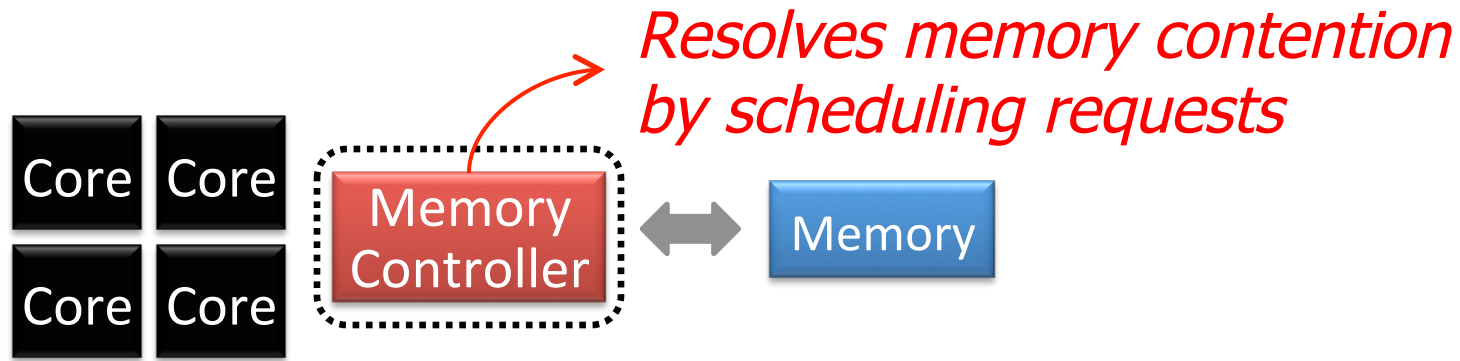 Resolves memory contention
by scheduling requests
Core Core
Memory
Controller
Memory
Core Core